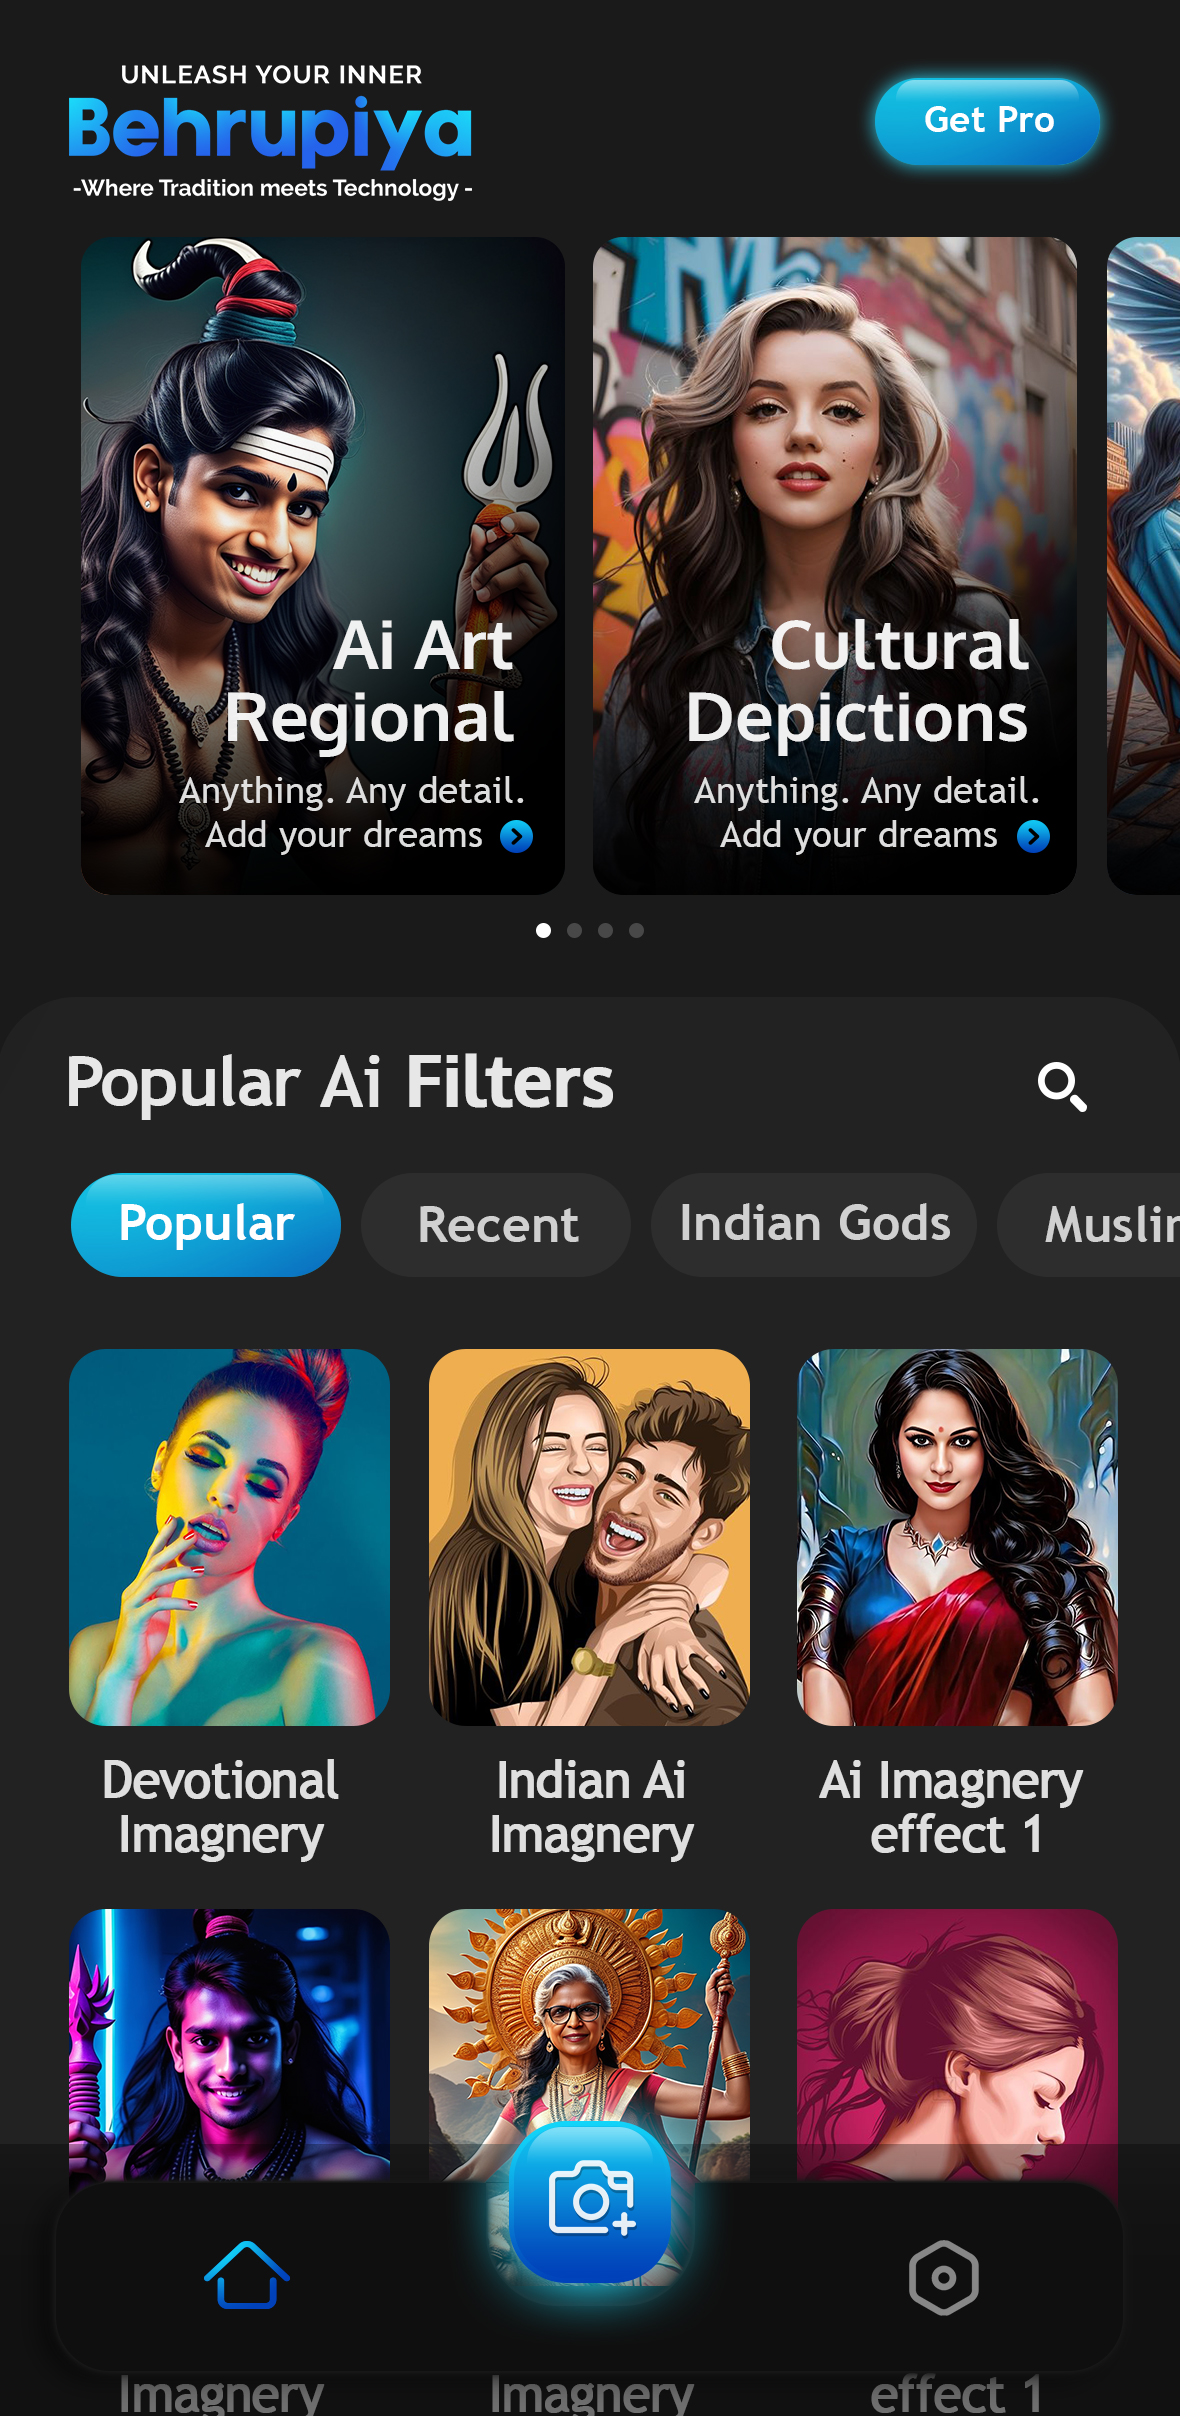 UNLEASH YOUR INNER
Behrupiya
-Where Tradition meets Technology -
Get Pro
Ai Art
Regional
Anything. Any detail.
Add your dreams
Cultural
Depictions
Anything. Any detail.
Add your dreams
Popular Ai Filters
Popular
Recent
Indian Gods
Devotional
Imagnery
Indian Ai
Imagnery
Ai Imagnery
effect 1
Imagnery
Imagnery
effect 1